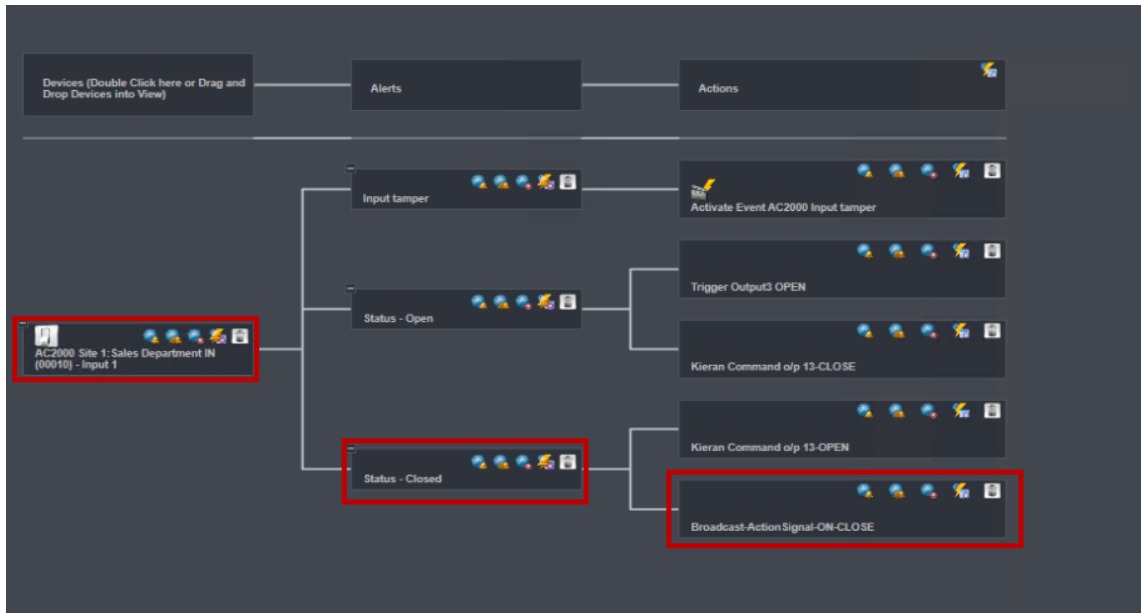 Devices (Double Click here or Drag and
Drop Devices into View)
Alerts
Actions
Input tamper
Activate Event AC2000 Input tamper
Trigger Output3 OPEN
Status - Open
Kieran Command o/p 13-CLOSE
AC2000 Site 1: Sales Department IN
(00010) - Input 1
Kieran Command o/p 13-OPEN
Status - Closed
Broadcast-ActionSignal-ON-CLOSE